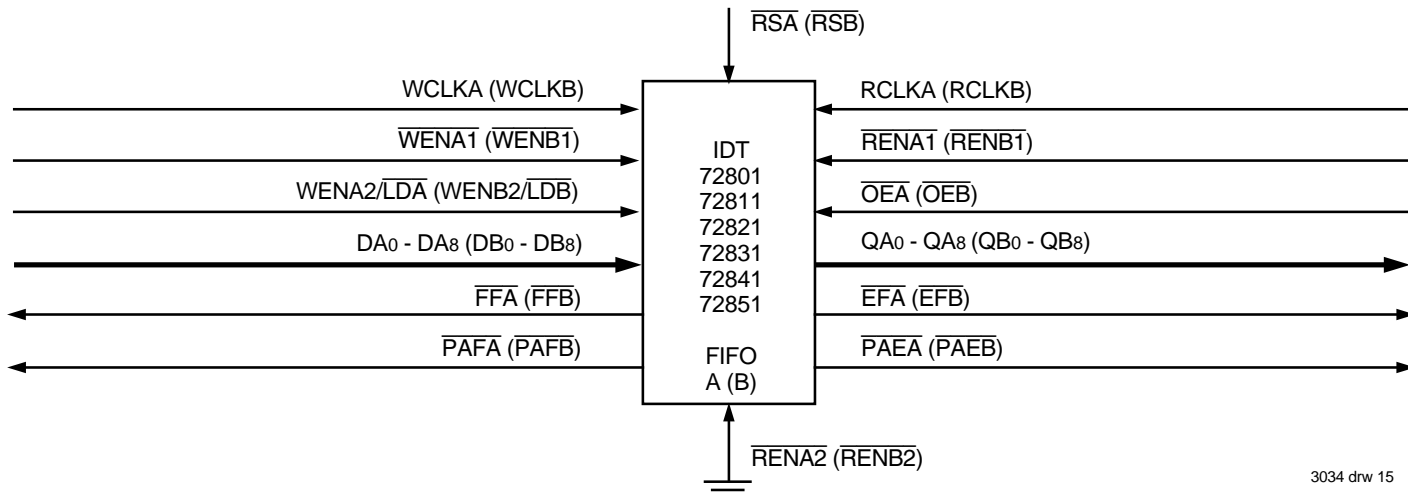 RSA (RSB)
WCLKA (WCLKB)
WENA1 (WENB1)
WENA2/LDA (WENB2/LDB)
DA0 - DA8 (DB0 - DB8)
FFA (FFB)
PAFA (PAFB)
IDT
72801
72811
72821
72831
72841
72851
FIFO
A (B)
RCLKA (RCLKB)
RENA1 (RENB1)
OEA (OEB)
QA0 - QA8 (QB0 - QB8)
EFA (EFB)
PAEA (PAEB)
RENA2 (RENB2)
3034 drw 15